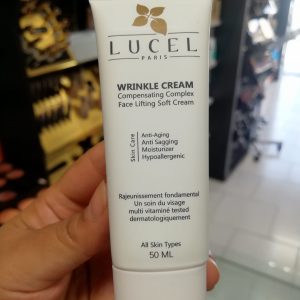 LUCEL
PARIS
WRINKLE CREAM
Compensating Complex
Face Lifting Soft Cream
Skin Care
Anti-Aging
Anti Sagging
Moisturizer
Hypoallergenic
Rajeunissement fondamental
Un soin du visage
multi vitaminé tested
dermatologiquement
All Skin Types
50 ML